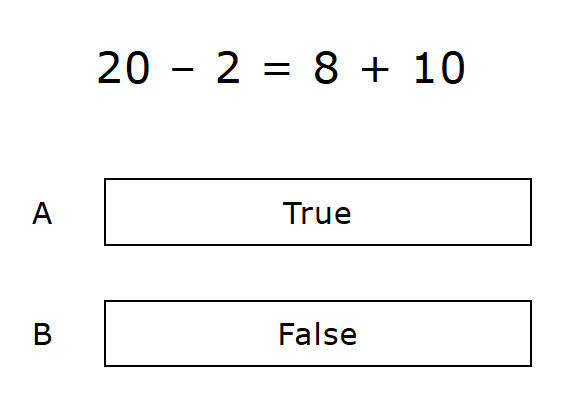 20 – 2 = 8 + 10
A True
B False